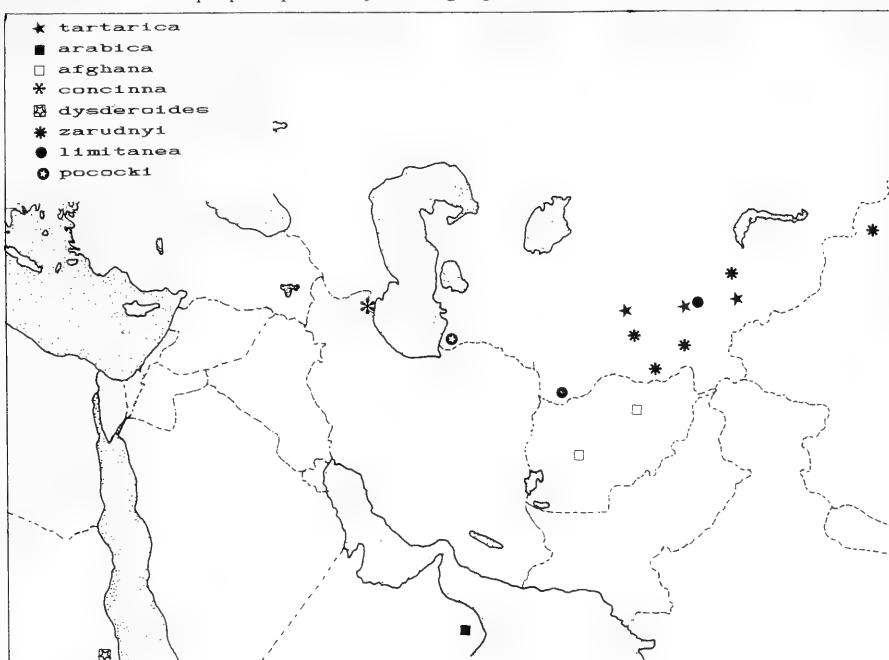 tartarica
arabica
afghana
concinna
dysderoides
zarudnyi
limitanea
pococki